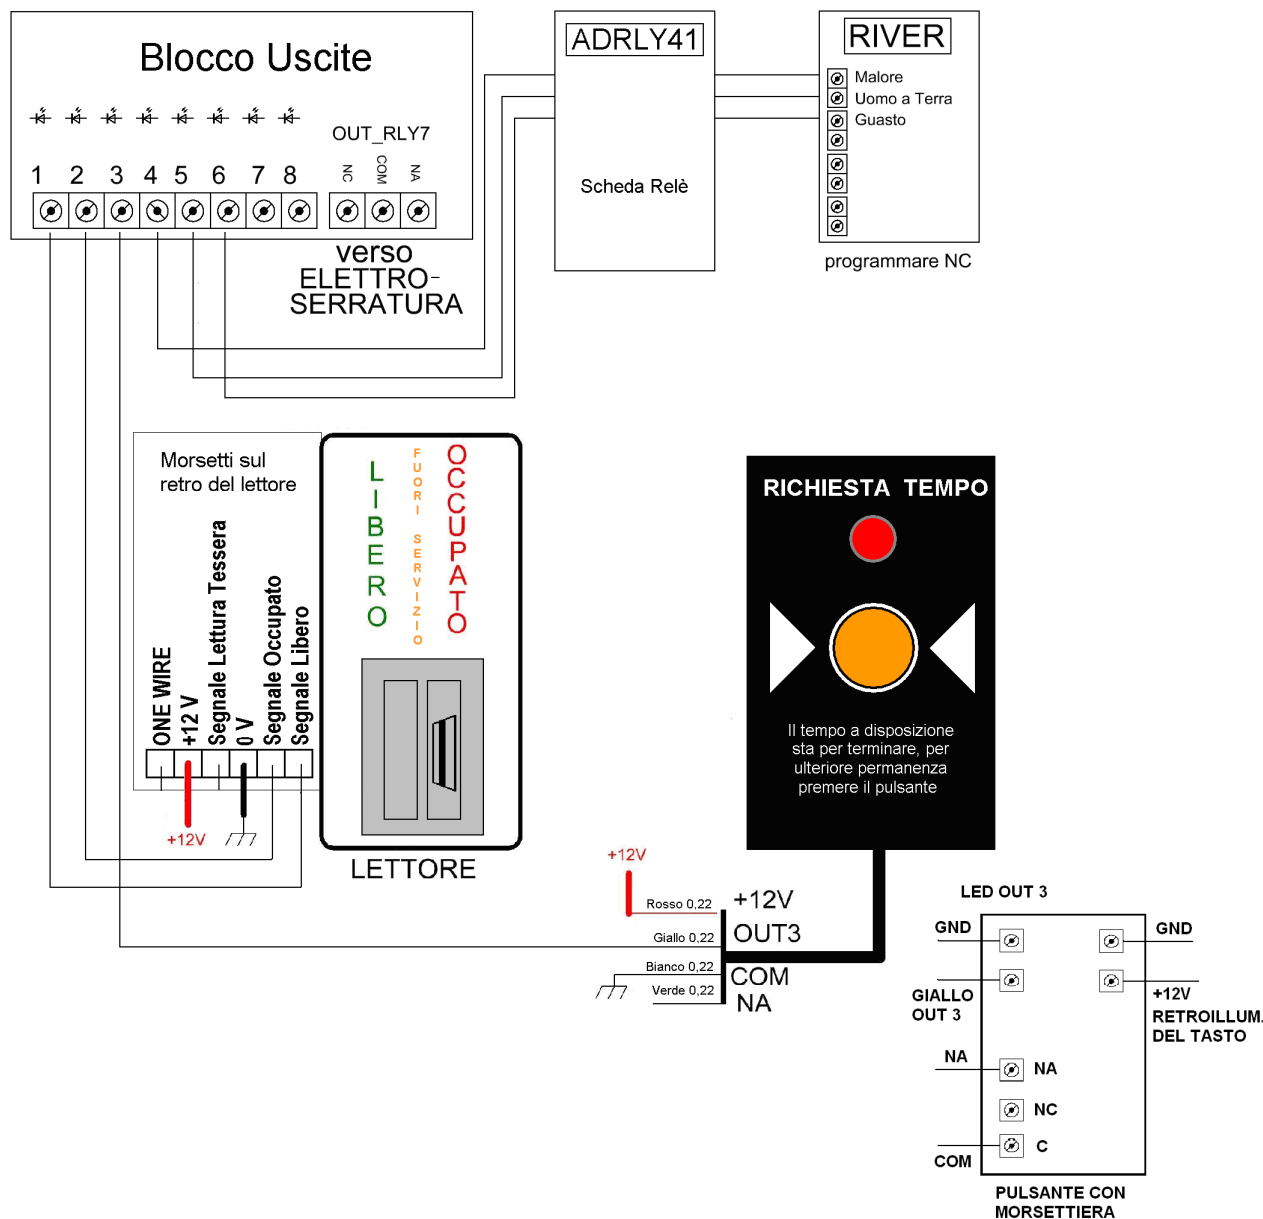 Blocco Uscite
OUT_RLY7
1 2 3 4 5 6 7 8
NC COM NA
verso
ELETTRO-
SERRATURA
ADRLY41
Scheda Relè
RIVER
Malore
Uomo a Terra
Guasto
programmare NC
Morsetti sul
retro del lettore
ONE WIRE
+12 V
Segnale Lettura Tessera
0 V
Segnale Occupato
Segnale Libero
+12V
LIBERO
FUORI SERVIZIO
OCCUPATO
LETTORE
RICHIESTA TEMPO
Il tempo a disposizione
sta per terminare, per
ulteriore permanenza
premere il pulsante
+12V
Rosso 0,22
+12V
Giallo 0,22
OUT3
Bianco 0,22
COM
Verde 0,22
NA
LED OUT 3
GND
GND
GIALLO
OUT 3
+12V
RETROILLUM.
DEL TASTO
NA
NA
NC
C
COM
PULSANTE CON
MORSETTIERA